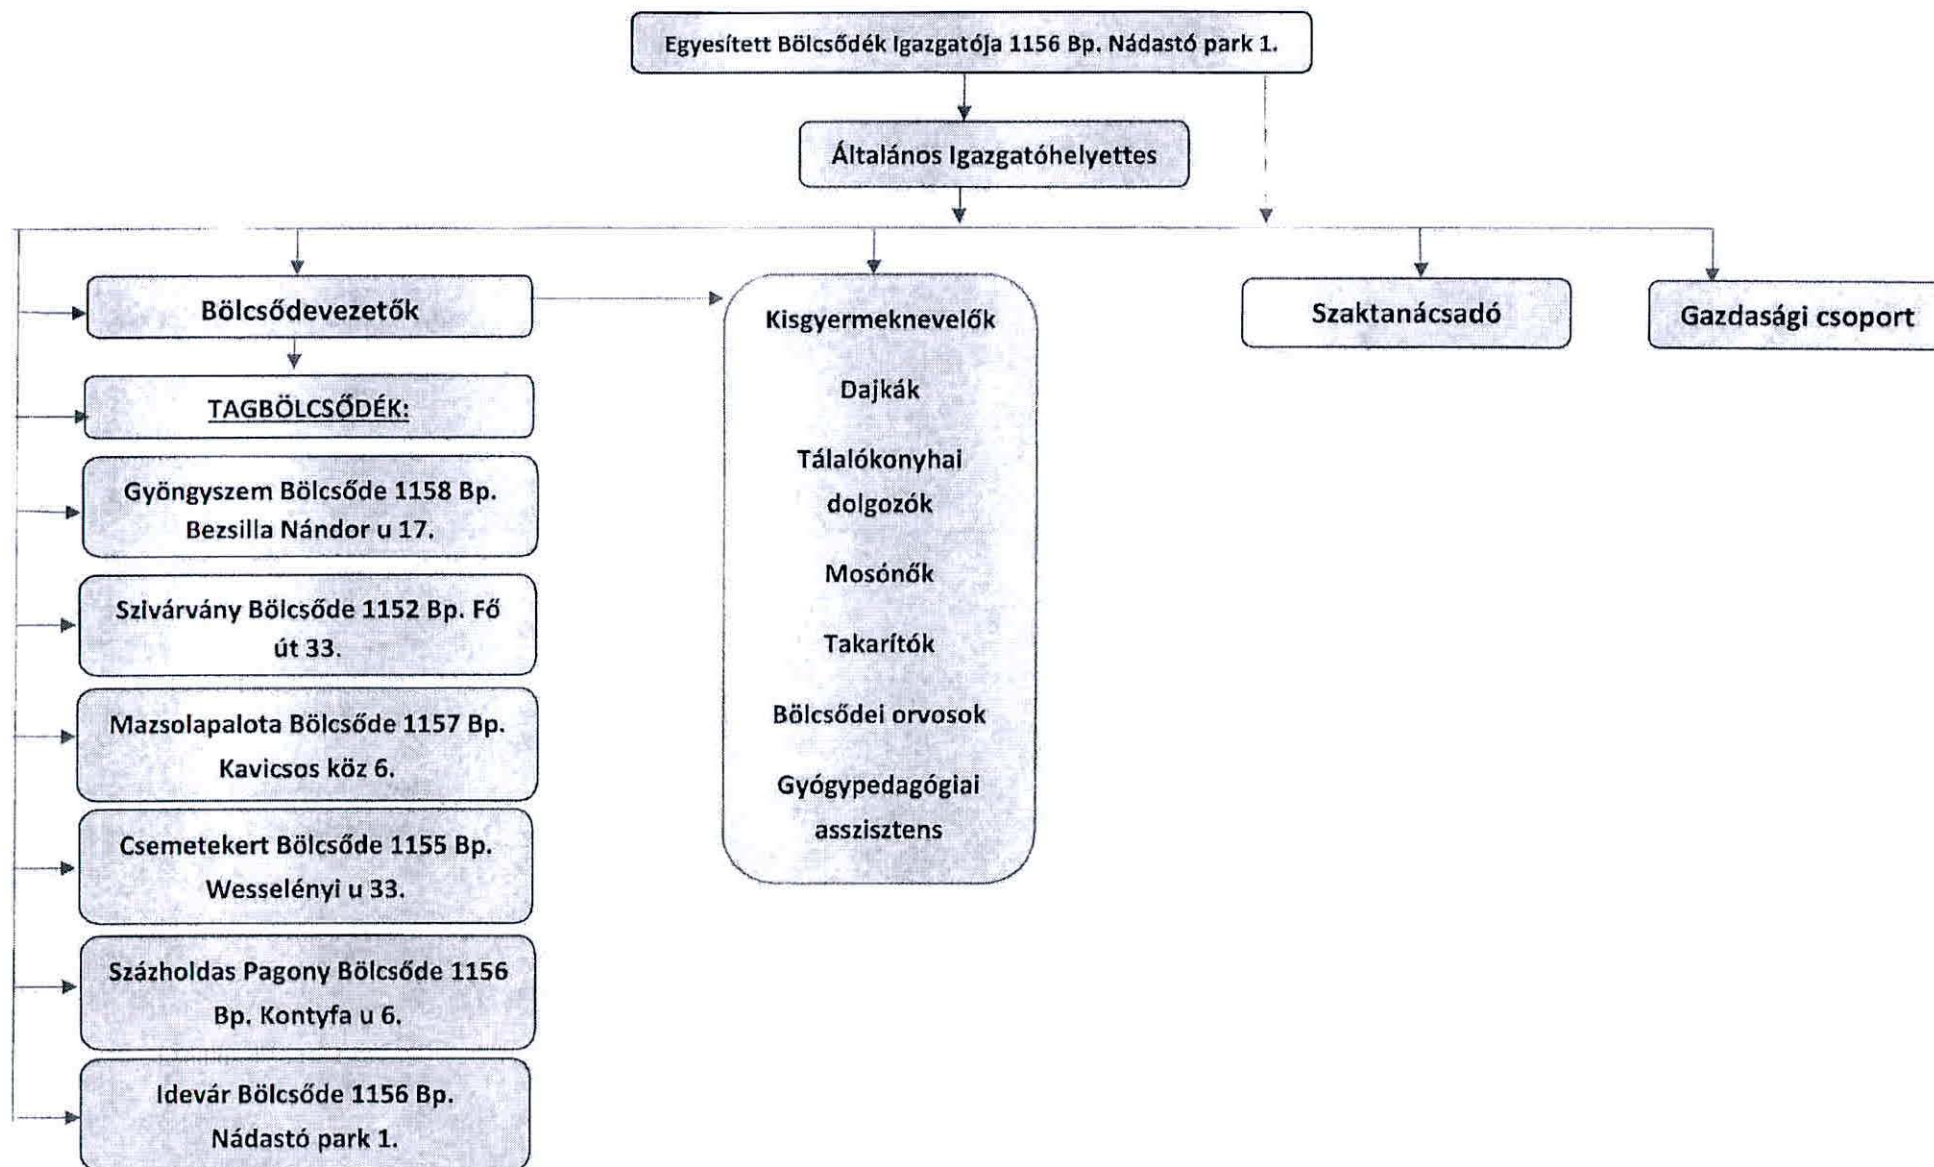 Egyesített Bölcsődék Igazgatója 1156 Bp. Nádastó park 1.
Általános Igazgatóhelyettes
Bölcsődevezetők
TAGBÖLCSŐDÉK:
Gyöngyszem Bölcsőde 1158 Bp.
Bezsilla Nándor u 17.
Szivárvány Bölcsőde 1152 Bp. Fő
út 33.
Mazsolapalota Bölcsőde 1157 Bp.
Kavicsos köz 6.
Csemetekert Bölcsőde 1155 Bp.
Wesselényi u 33.
Százholdas Pagony Bölcsőde 1156
Bp. Kontyfa u 6.
Idevár Bölcsőde 1156 Bp.
Nádastó park 1.
Kisgyermeknevelők
Dajkák
Tálalókonyhai
dolgozók
Mosónők
Takarítók
Bölcsődei orvosok
Gyógypedagógiai
asszisztens
Szaktanácsadó
Gazdasági csoport